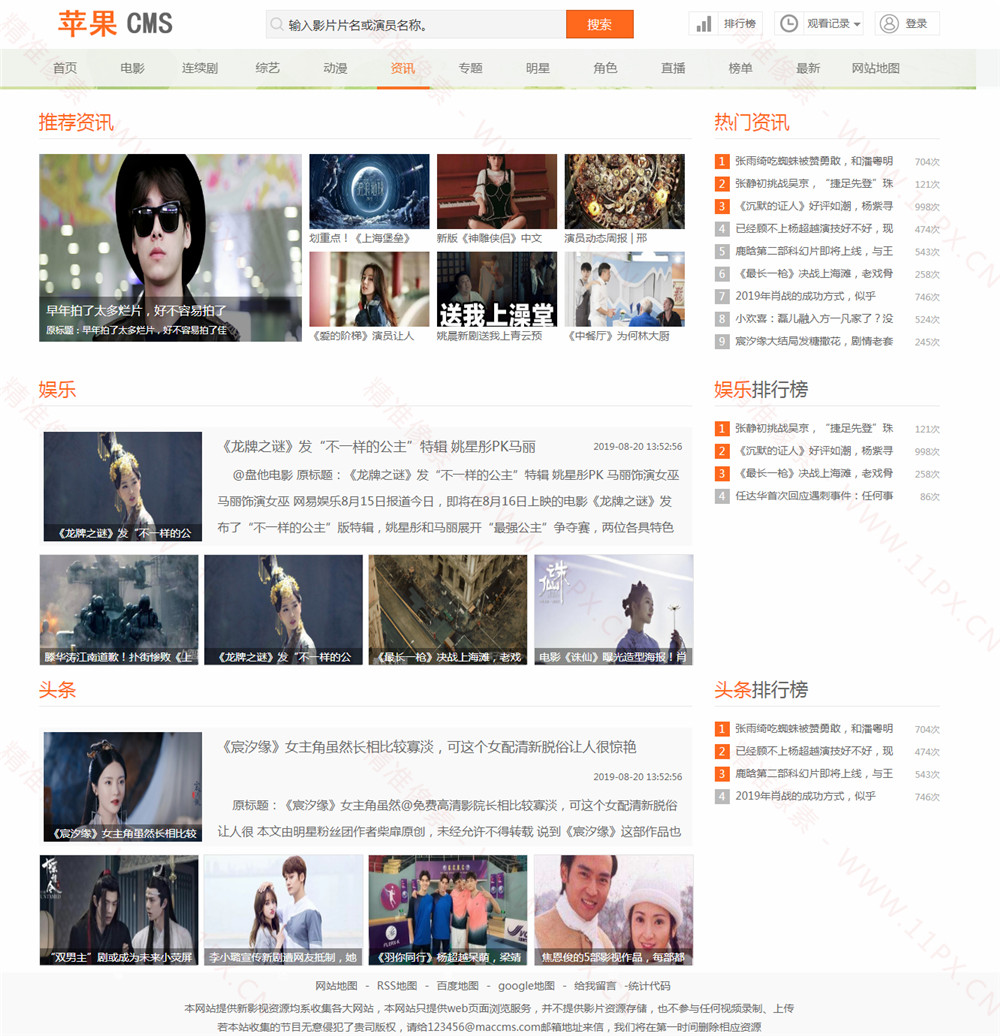 苹果 CMS
输入影片片名或演员名称。
搜索
排行榜
观看记录
登录
首页 电影 连续剧 综艺 动漫 资讯 专题 明星 角色 直播 榜单 最新 网站地图
推荐资讯
早年拍了太多烂片，好不容易拍了
原标题：早年拍了太多烂片，好不容易拍了佳
划重点！《上海堡垒》
新版《神雕侠侣》中文
演员动态周报 | 邢
送我上澡堂
《爱的阶梯》演员让人
姚晨新剧送我上青云预
《中餐厅》为何林大厨
热门资讯
1 张雨绮吃蜘蛛被赞勇敢，和潘粤明 704次
2 张静初挑战吴京，“捷足先登”珠 121次
3 《沉默的证人》好评如潮，杨紫寻 998次
4 已经顾不上杨超越演技好不好，现 474次
5 鹿晗第二部科幻片即将上线，与王 543次
6 《最长一枪》决战上海滩，老戏骨 258次
7 2019年肖战的成功方式，似乎 746次
8 小欢喜：磊儿融入方一凡家了？没 524次
9 宸汐缘大结局发糖撒花，剧情老套 245次
娱乐
《龙牌之谜》发“不一样的公
《龙牌之谜》发“不一样的公主”特辑 姚星彤PK马丽
2019-08-20 13:52:56
@盘他电影 原标题：《龙牌之谜》发“不一样的公主”特辑 姚星彤PK 马丽饰演女巫
马丽饰演女巫 网易娱乐8月15日报道今日，即将在8月16日上映的电影《龙牌之谜》发
布了“不一样的公主”版特辑，姚星彤和马丽展开“最强公主”争夺赛，两位各具特色
滕华涛江南道歉！扑街惨败《上
《龙牌之谜》发“不一样的公
《最长一枪》决战上海滩，老戏
诛仙
电影《诛仙》曝光造型海报！肖
娱乐排行榜
1 张静初挑战吴京，“捷足先登”珠 121次
2 《沉默的证人》好评如潮，杨紫寻 998次
3 《最长一枪》决战上海滩，老戏骨 258次
4 任达华首次回应遇刺事件：任何事 86次
头条
《宸汐缘》女主角虽然长相比较
《宸汐缘》女主角虽然长相比较寡淡，可这个女配清新脱俗让人很惊艳
2019-08-20 13:52:56
原标题：《宸汐缘》女主角虽然@免费高清影院长相比较寡淡，可这个女配清新脱俗
让人很 本文由明星粉丝团作者柴扉原创，未经允许不得转载 说到《宸汐缘》这部作品也
“双男主”剧或成为未来小荧屏
李小璐宣传新剧遭网友抵制，她
《羽你同行》杨超越呆萌，梁靖
焦恩俊的5部影视作品，每部都
头条排行榜
1 张雨绮吃蜘蛛被赞勇敢，和潘粤明 704次
2 已经顾不上杨超越演技好不好，现 474次
3 鹿晗第二部科幻片即将上线，与王 543次
4 2019年肖战的成功方式，似乎 746次
网站地图 - RSS地图 - 百度地图 - google地图 - 给我留言 -统计代码
本网站提供新影视资源均系收集各大网站，本网站只提供web页面浏览服务，并不提供影片资源存储，也不参与任何视频录制、上传
若本站收集的节目无意侵犯了贵司版权，请给123456@maccms.com邮箱地址来信，我们将在第一时间删除相应资源